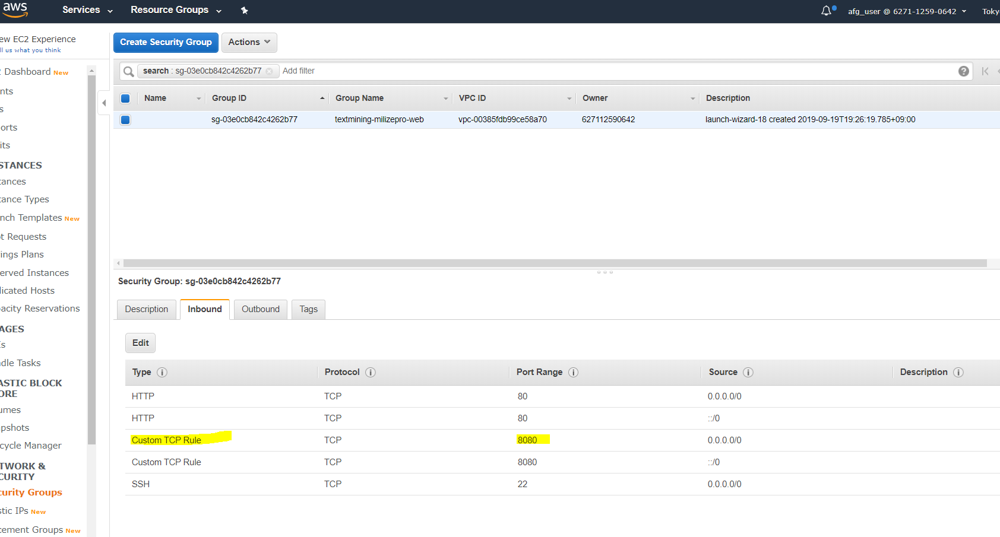 aws Services Resource Groups afg_user @ 6271-1259-0642 Toky
ew EC2 Experience
ll us what you think
Create Security Group Actions
search : sg-03e0cb842c4262b77 Add filter
Dashboard New
nts
s
orts
its
STANCES
tances
tance Types
nch Templates New
t Requests
ings Plans
erved Instances
licated Hosts
acity Reservations
AGES
Is
ndle Tasks
ASTIC BLOCK
ORE
umes
pshots
cycle Manager
TWORK &
CURITY
curity Groups
stic IPs New
cement Groups New
Name Group ID Group Name VPC ID Owner Description
sg-03e0cb842c4262b77 textmining-milizepro-web vpc-00385fdb99ce58a70 627112590642 launch-wizard-18 created 2019-09-19T19:26:19.785+09:00
Security Group: sg-03e0cb842c4262b77
Description Inbound Outbound Tags
Edit
Type Protocol Port Range Source Description
HTTP TCP 80 0.0.0.0/0
HTTP TCP 80 ::/0
Custom TCP Rule TCP 8080 0.0.0.0/0
Custom TCP Rule TCP 8080 ::/0
SSH TCP 22 0.0.0.0/0